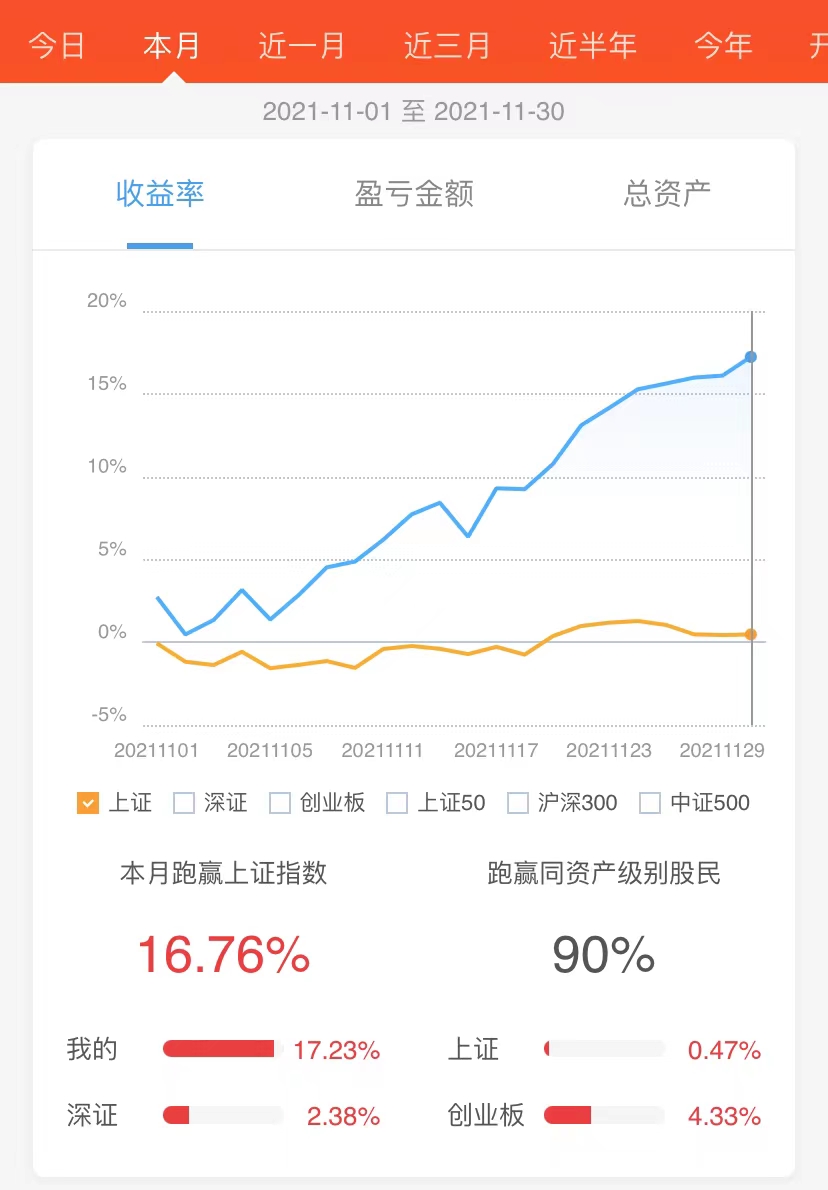 今日 本月 近一月 近三月 近半年 今年
2021-11-01 至 2021-11-30
收益率 盈亏金额 总资产
20%
15%
10%
5%
0%
-5%
20211101 20211105 20211111 20211117 20211123 20211129
上证 深证 创业板 上证50 沪深300 中证500
本月跑赢上证指数 跑赢同资产级别股民
16.76% 90%
我的 17.23% 上证 0.47%
深证 2.38% 创业板 4.33%